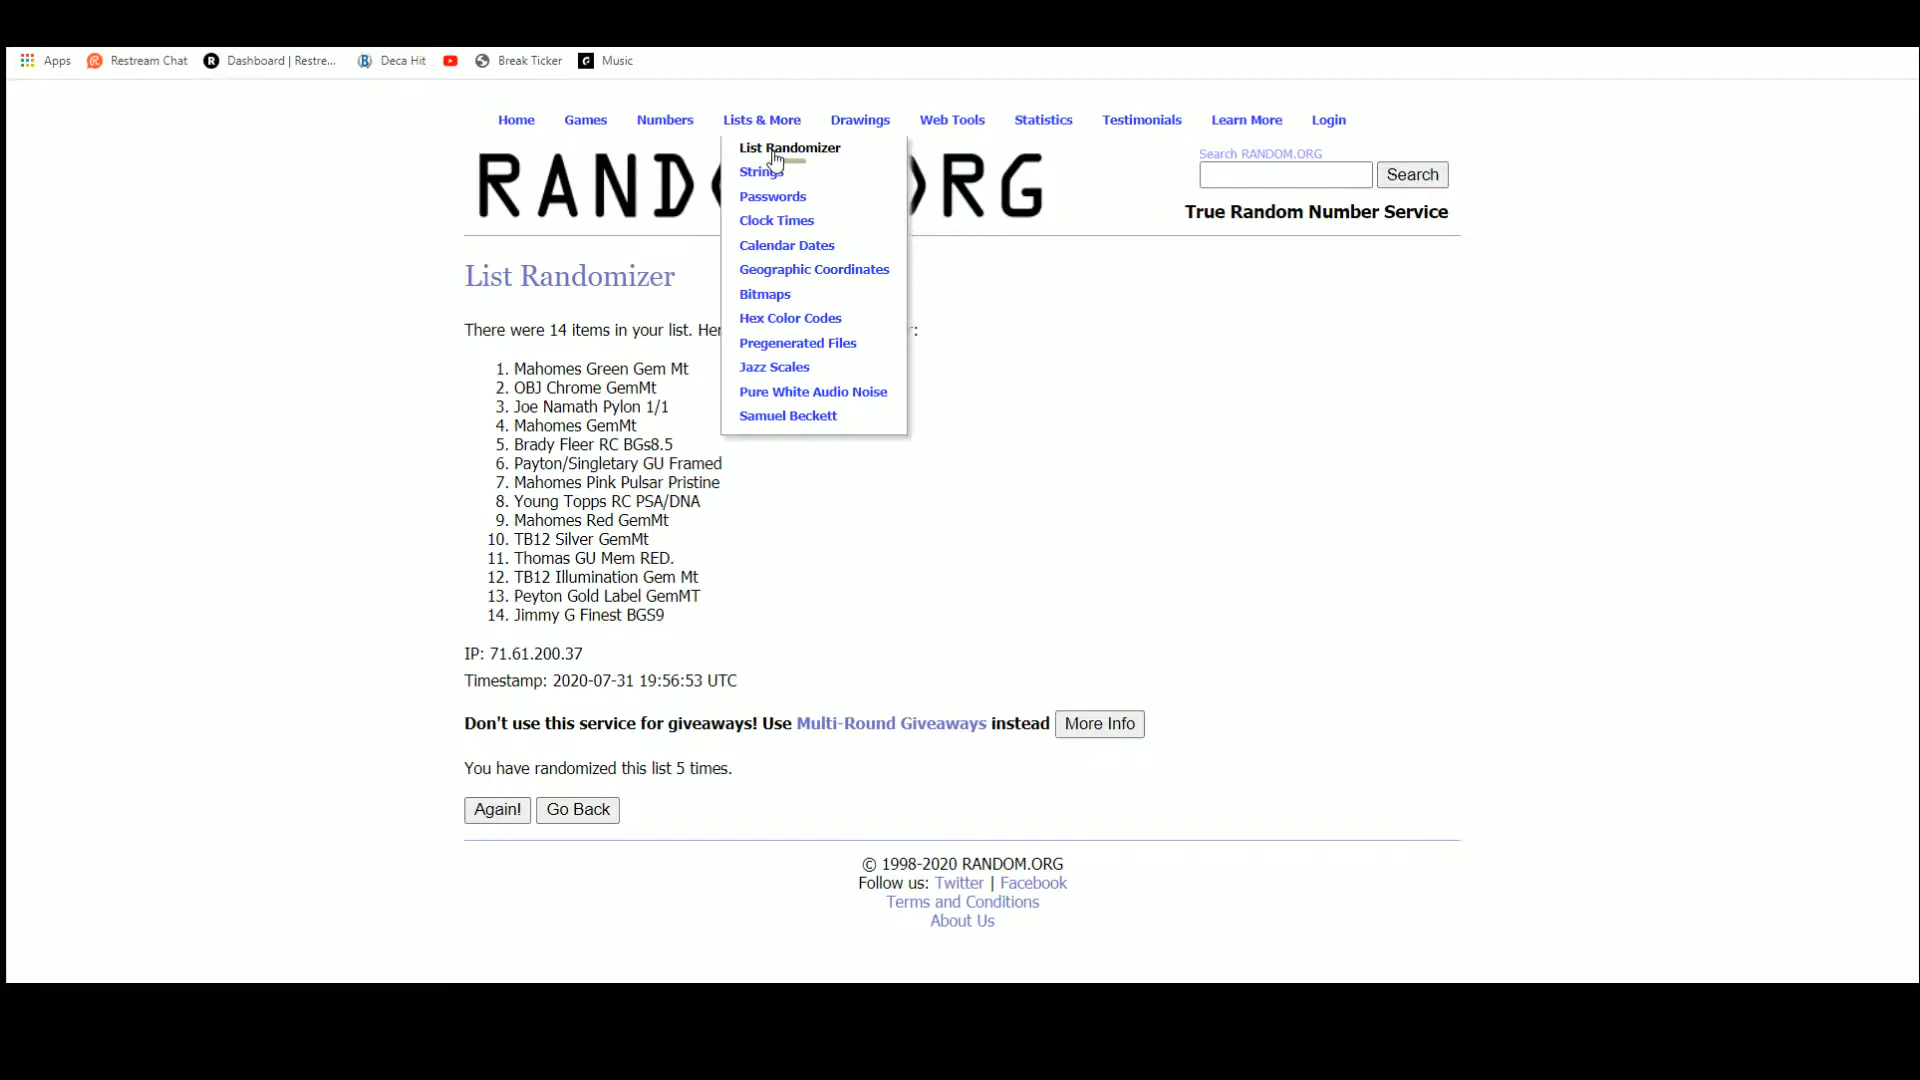 Apps Restream Chat Dashboard | Restre... Deca Hit Break Ticker Music
Home Games Numbers Lists & More Drawings Web Tools Statistics Testimonials Learn More Login
List Randomizer
Strings
Passwords
Clock Times
Calendar Dates
Geographic Coordinates
Bitmaps
Hex Color Codes
Pregenerated Files
Jazz Scales
Pure White Audio Noise
Samuel Beckett
RAND RG
Search RANDOM.ORG
Search
True Random Number Service
List Randomizer
There were 14 items in your list. Her :
1. Mahomes Green Gem Mt
2. OBJ Chrome GemMt
3. Joe Namath Pylon 1/1
4. Mahomes GemMt
5. Brady Fleer RC BGs8.5
6. Payton/Singletary GU Framed
7. Mahomes Pink Pulsar Pristine
8. Young Topps RC PSA/DNA
9. Mahomes Red GemMt
10. TB12 Silver GemMt
11. Thomas GU Mem RED.
12. TB12 Illumination Gem Mt
13. Peyton Gold Label GemMT
14. Jimmy G Finest BGS9
IP: 71.61.200.37
Timestamp: 2020-07-31 19:56:53 UTC
Don't use this service for giveaways! Use Multi-Round Giveaways instead More Info
You have randomized this list 5 times.
Again! Go Back
© 1998-2020 RANDOM.ORG
Follow us: Twitter | Facebook
Terms and Conditions
About Us